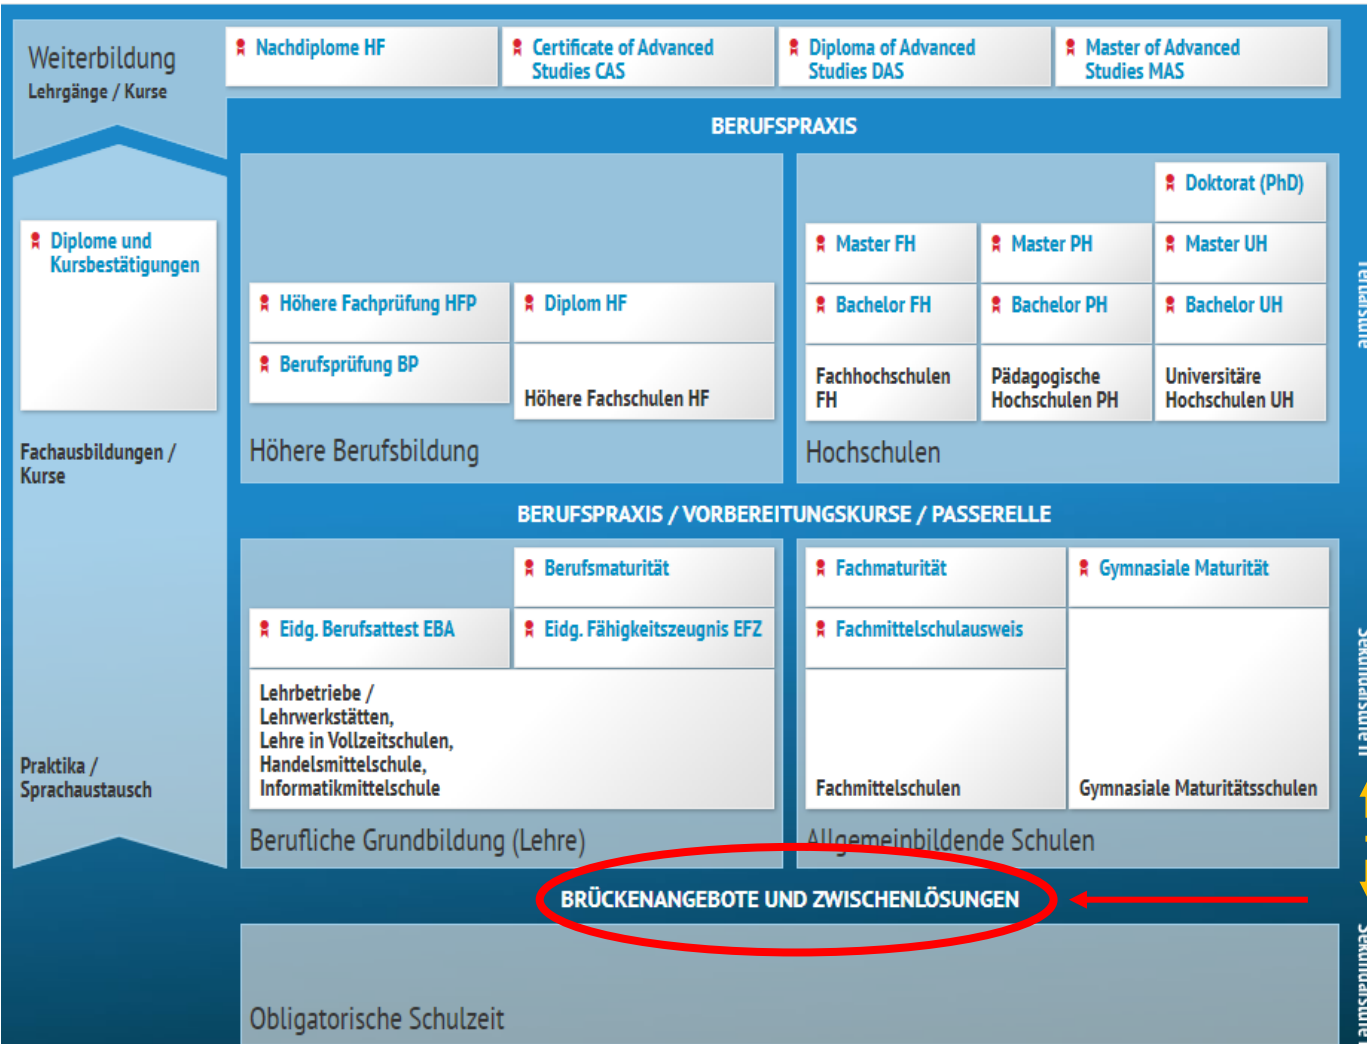 Weiterbildung
Lehrgänge / Kurse
Nachdiplome HF
Certificate of Advanced
Studies CAS
Diploma of Advanced
Studies DAS
Master of Advanced
Studies MAS
BERUFSPRAXIS
Diplome und
Kursbestätigungen
Fachausbildungen /
Kurse
Praktika /
Sprachaustausch
Höhere Fachprüfung HFP
Berufsprüfung BP
Diplom HF
Höhere Fachschulen HF
Höhere Berufsbildung
Doktorat (PhD)
Master FH
Master PH
Master UH
Bachelor FH
Bachelor PH
Bachelor UH
Fachhochschulen
FH
Pädagogische
Hochschulen PH
Universitäre
Hochschulen UH
Hochschulen
Tertiärstufe
BERUFSPRAXIS / VORBEREITUNGSKURSE / PASSERELLE
Berufsmaturität
Eidg. Berufsattest EBA
Eidg. Fähigkeitszeugnis EFZ
Lehrbetriebe /
Lehrwerkstätten,
Lehre in Vollzeitschulen,
Handelsmittelschule,
Informatikmittelschule
Berufliche Grundbildung (Lehre)
Fachmaturität
Fachmittelschulausweis
Fachmittelschulen
Gymnasiale Maturität
Gymnasiale Maturitätsschulen
Allgemeinbildende Schulen
Sekundarstufe II
BRÜCKENANGEBOTE UND ZWISCHENLÖSUNGEN
Obligatorische Schulzeit
Sekundarstufe I